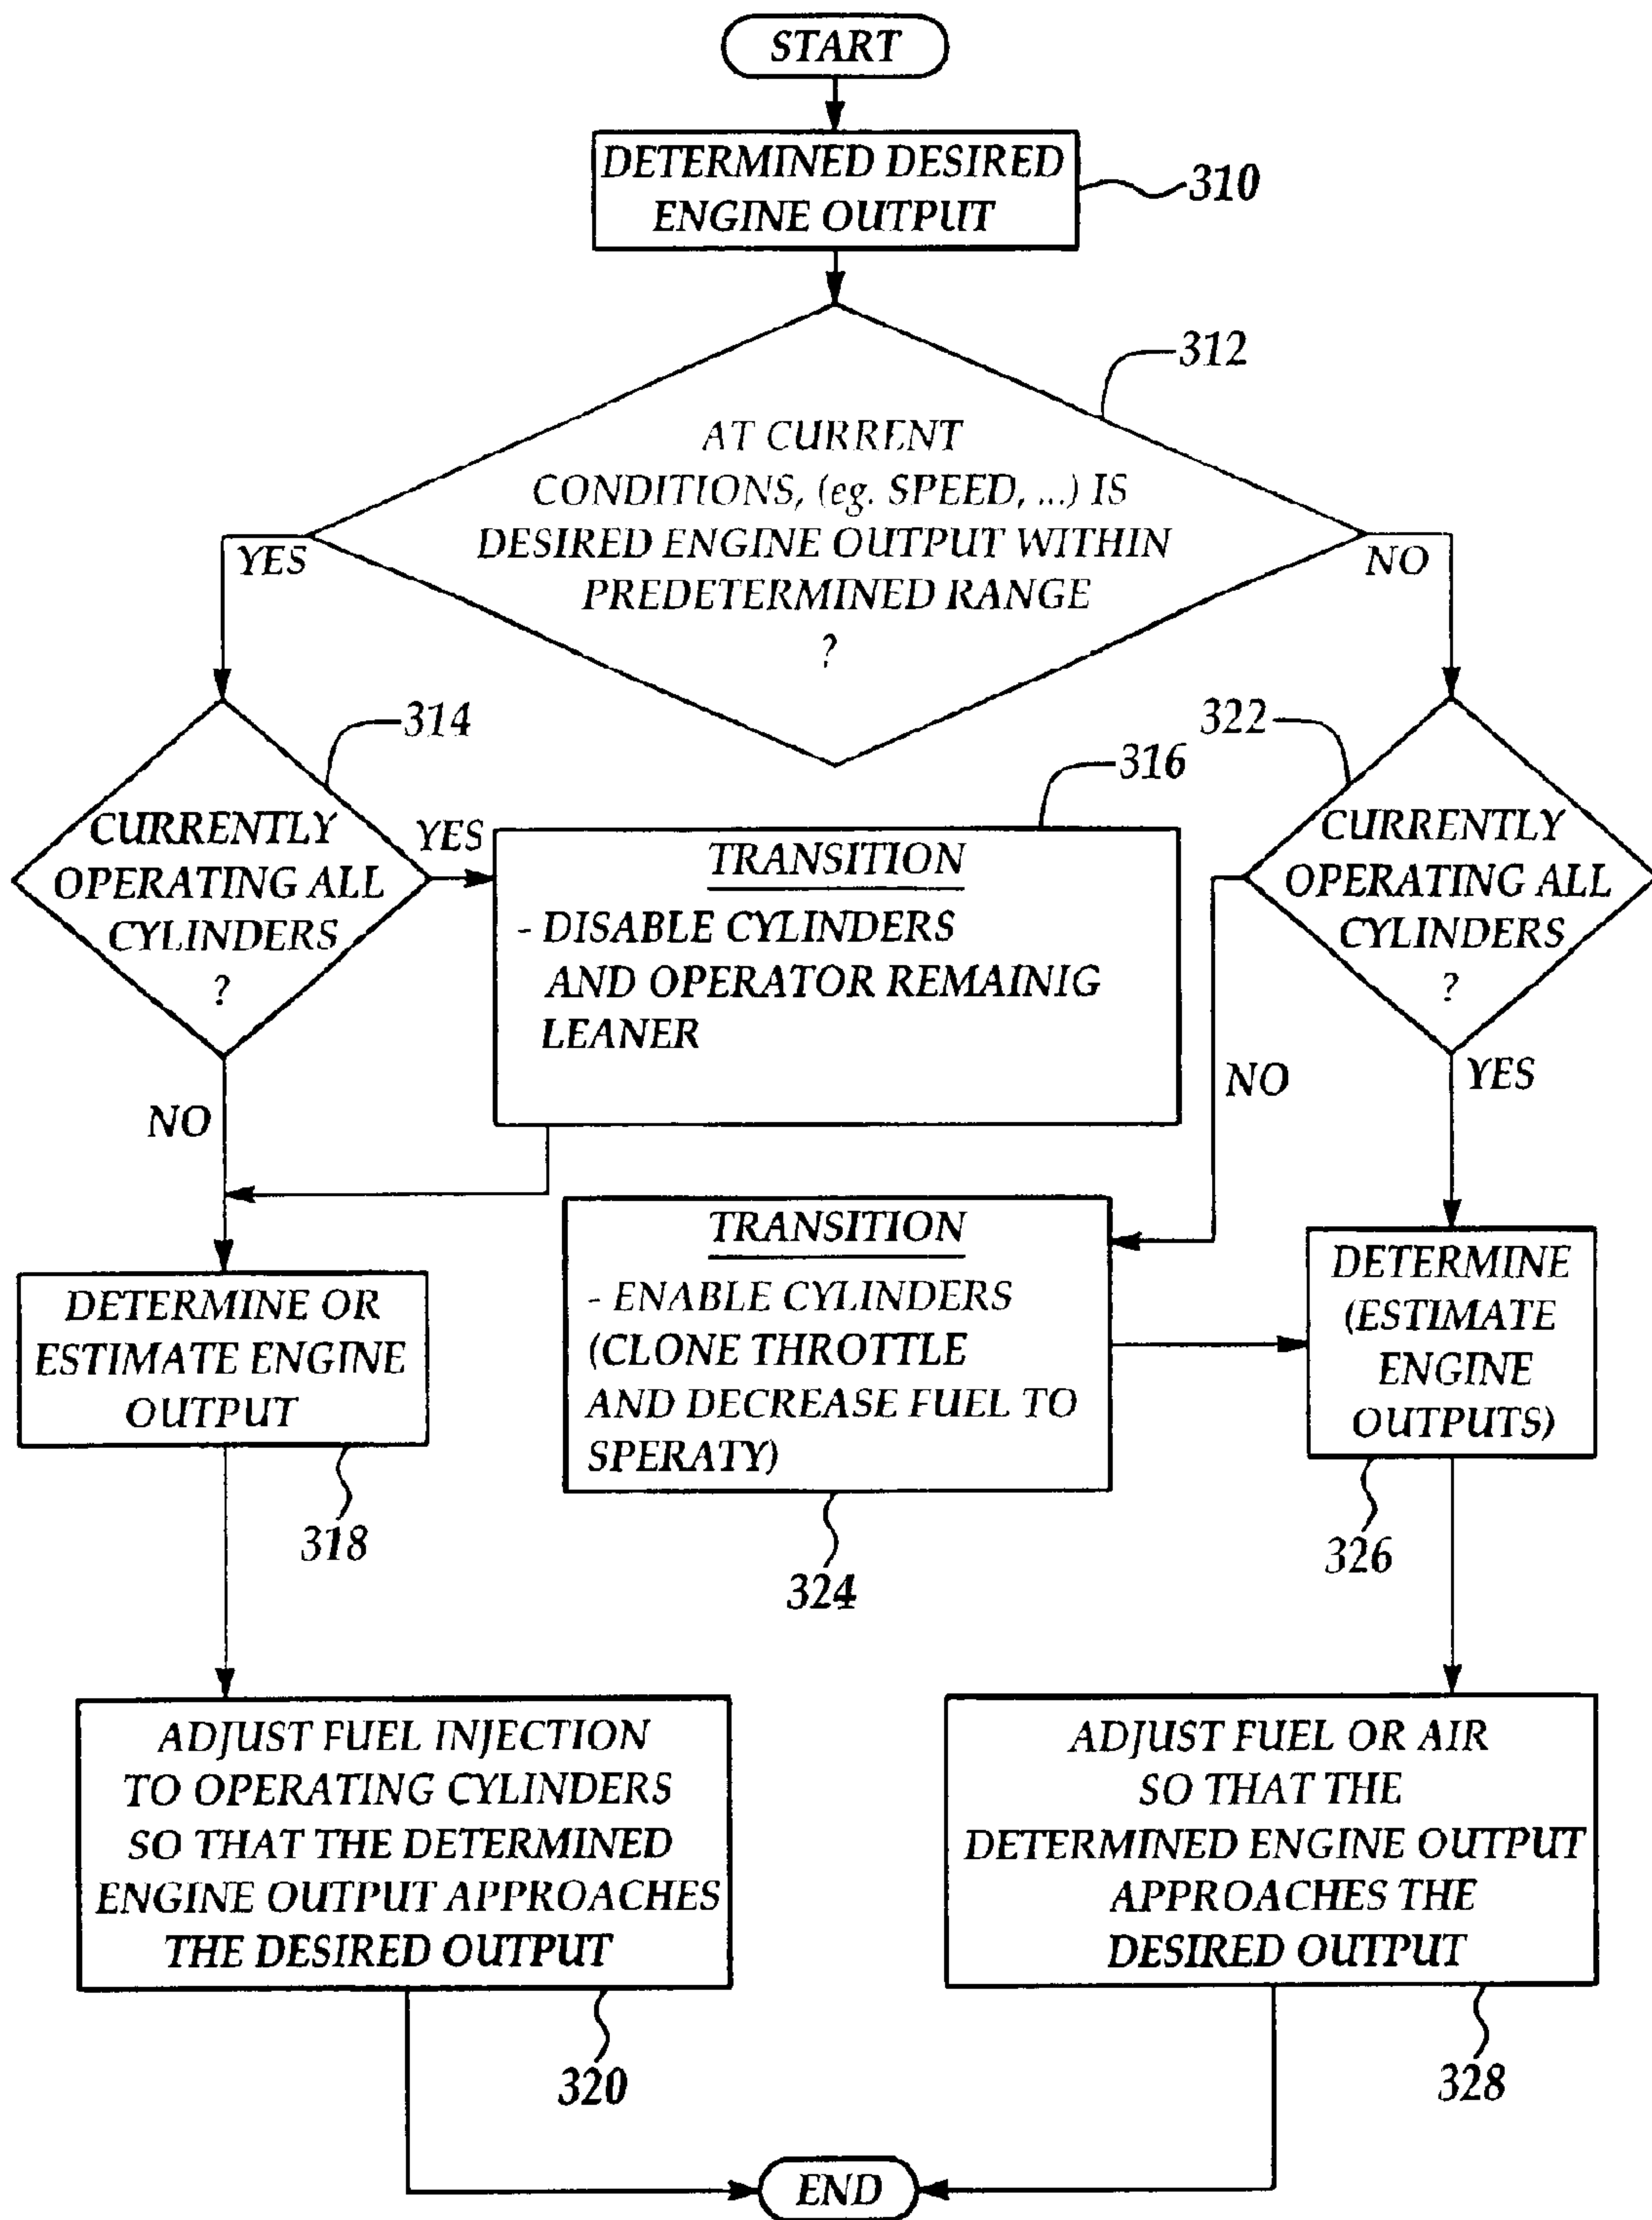 START
DETERMINED DESIRED
ENGINE OUTPUT
310
312
AT CURRENT
CONDITIONS, (eg. SPEED, ...) IS
DESIRED ENGINE OUTPUT WITHIN
PREDETERMINED RANGE
?
YES
NO
314
CURRENTLY
OPERATING ALL
CYLINDERS
?
YES
NO
316
TRANSITION
- DISABLE CYLINDERS
AND OPERATOR REMAINIG
LEANER
322
CURRENTLY
OPERATING ALL
CYLINDERS
?
NO
YES
TRANSITION
- ENABLE CYLINDERS
(CLONE THROTTLE
AND DECREASE FUEL TO
SPERATY)
324
DETERMINE OR
ESTIMATE ENGINE
OUTPUT
318
DETERMINE
(ESTIMATE
ENGINE
OUTPUTS)
326
ADJUST FUEL INJECTION
TO OPERATING CYLINDERS
SO THAT THE DETERMINED
ENGINE OUTPUT APPROACHES
THE DESIRED OUTPUT
320
ADJUST FUEL OR AIR
SO THAT THE
DETERMINED ENGINE OUTPUT
APPROACHES THE
DESIRED OUTPUT
328
END